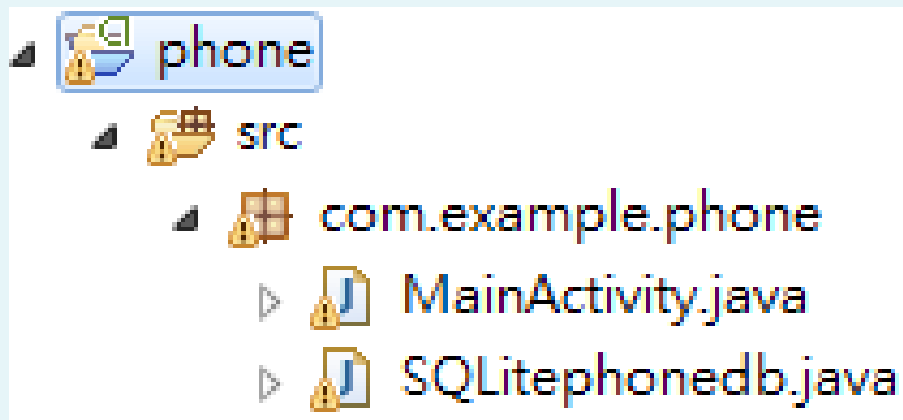 phone
src
com.example.phone
MainActivity.java
SQLitephonedb.java